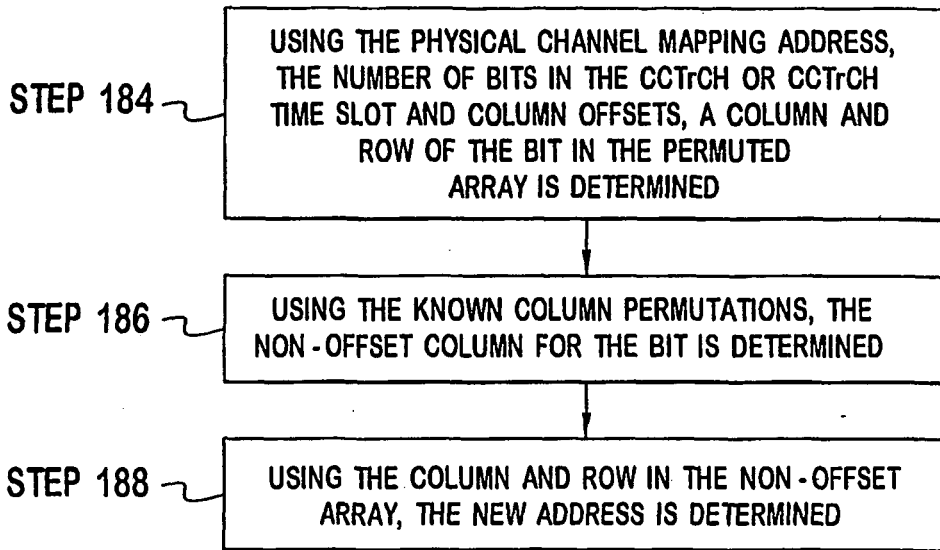 STEP 184
USING THE PHYSICAL CHANNEL MAPPING ADDRESS,
THE NUMBER OF BITS IN THE CCTrCH OR CCTrCH
TIME SLOT AND COLUMN OFFSETS, A COLUMN AND
ROW OF THE BIT IN THE PERMUTED
ARRAY IS DETERMINED
STEP 186
USING THE KNOWN COLUMN PERMUTATIONS, THE
NON-OFFSET COLUMN FOR THE BIT IS DETERMINED
STEP 188
USING THE COLUMN AND ROW IN THE NON-OFFSET
ARRAY, THE NEW ADDRESS IS DETERMINED